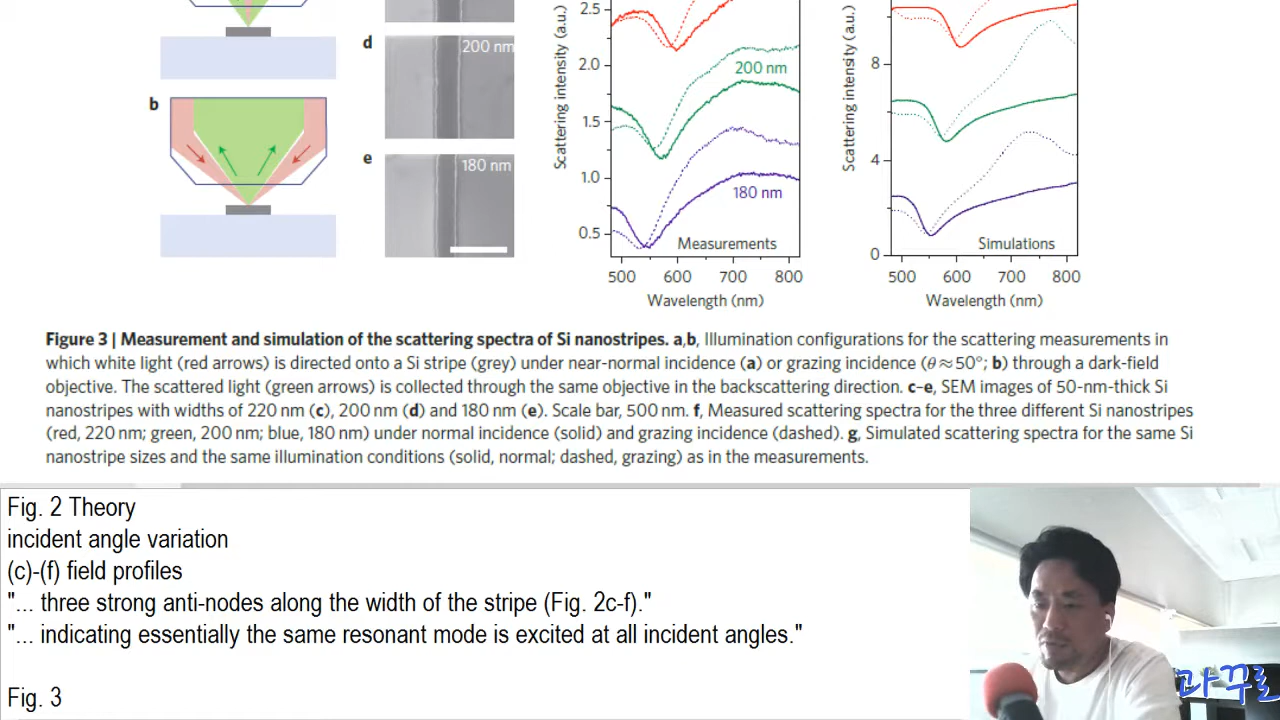 d
200 nm
b
e
180 nm
Scattering intensity (a.u.)
2.5
2.0
1.5
1.0
0.5
200 nm
180 nm
Measurements
500 600 700 800
Wavelength (nm)
Scattering intensity (a.u.)
8
4
0
Simulations
500 600 700 800
Wavelength (nm)
Figure 3 | Measurement and simulation of the scattering spectra of Si nanostripes. a,b, Illumination configurations for the scattering measurements in
which white light (red arrows) is directed onto a Si stripe (grey) under near-normal incidence (a) or grazing incidence (θ ≈ 50°; b) through a dark-field
objective. The scattered light (green arrows) is collected through the same objective in the backscattering direction. c–e, SEM images of 50-nm-thick Si
nanostripes with widths of 220 nm (c), 200 nm (d) and 180 nm (e). Scale bar, 500 nm. f, Measured scattering spectra for the three different Si nanostripes
(red, 220 nm; green, 200 nm; blue, 180 nm) under normal incidence (solid) and grazing incidence (dashed). g, Simulated scattering spectra for the same Si
nanostripe sizes and the same illumination conditions (solid, normal; dashed, grazing) as in the measurements.
Fig. 2 Theory
incident angle variation
(c)-(f) field profiles
"... three strong anti-nodes along the width of the stripe (Fig. 2c-f)."
"... indicating essentially the same resonant mode is excited at all incident angles."
Fig. 3
과꾸로